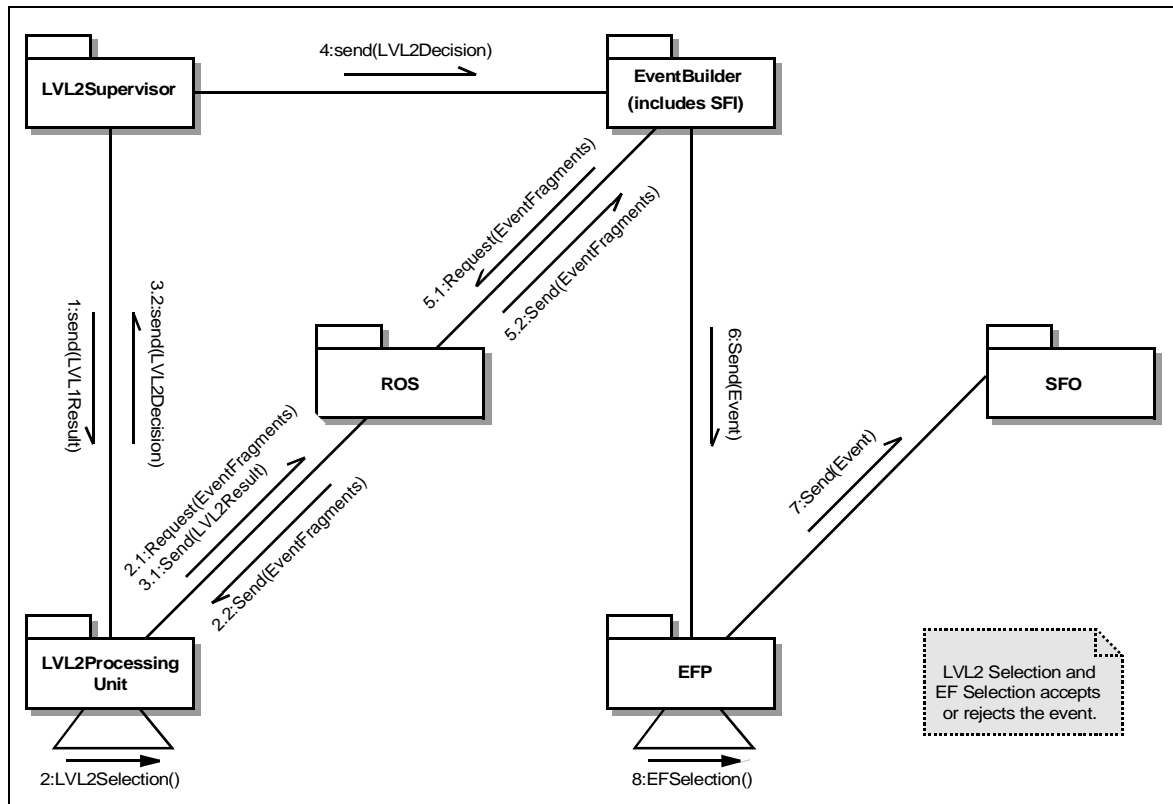 4:send(LVL2Decision)
LVL2Supervisor
EventBuilder
(includes SFI)
5.1:Request(EventFragments)
5.2:Send(EventFragments)
1:send(LVL1Result)
3.2:send(LVL2Decision)
6:Send(Event)
ROS
SFO
2.1:Request(EventFragments)
3.1:Send(LVL2Result)
2.2:Send(EventFragments)
7:Send(Event)
LVL2Processing
Unit
EFP
LVL2 Selection and
EF Selection accepts
or rejects the event.
2:LVL2Selection()
8:EFSelection()